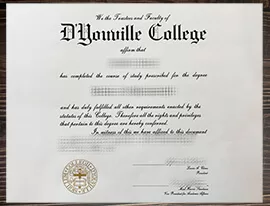 We the Trustees and Faculty of
D'Youville College
affirm that
has completed the course of study prescribed for the degree
and has duly fulfilled all other requirements enacted by the
statutes of this College. Therefore all the rights and privileges
that pertain to this degree are hereby conferred.
In witness of this we have affixed to this document
President